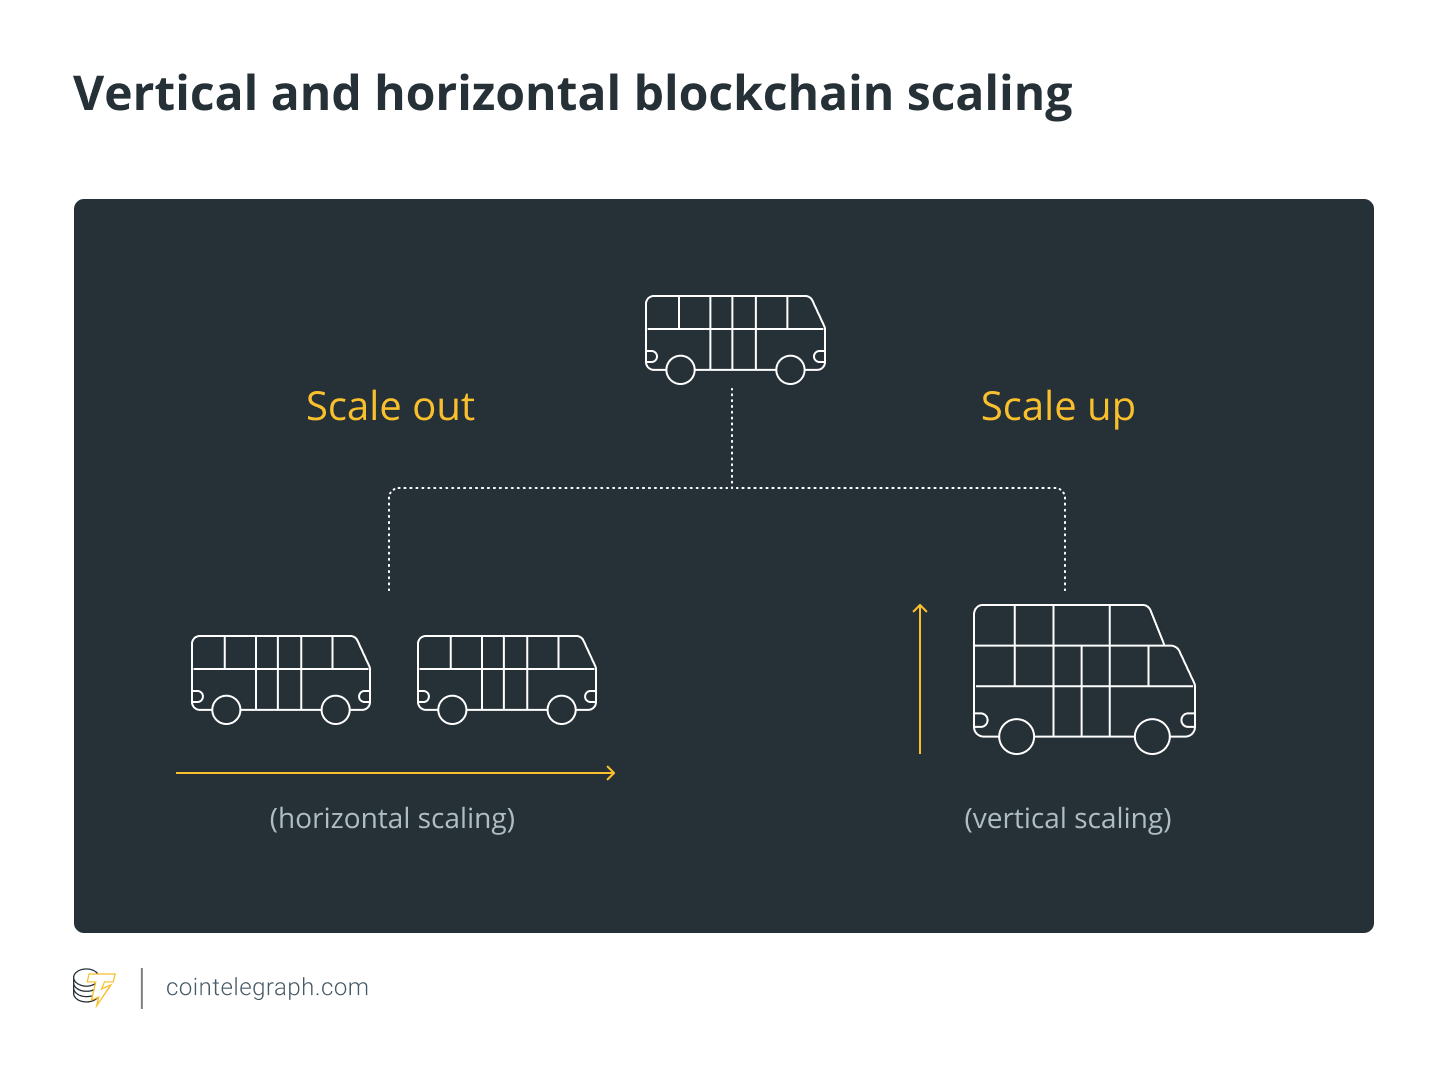 Vertical and horizontal blockchain scaling
Scale out
Scale up
(horizontal scaling)
(vertical scaling)
cointelegraph.com